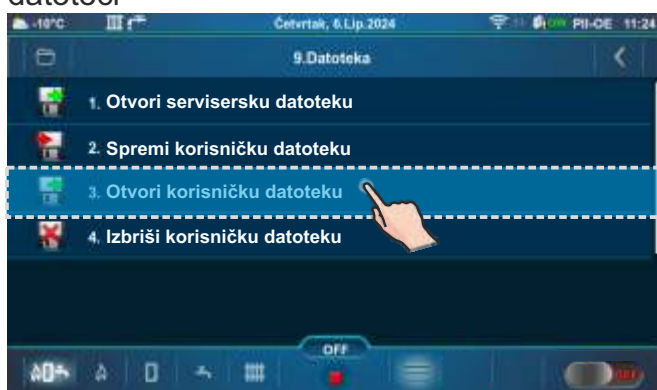 datoteci
-10°C Četvrtak, 6.Lip.2024 PII-OE 11:24
9.Datoteka
1. Otvori servisersku datoteku
2. Spremi korisničku datoteku
3. Otvori korisničku datoteku
4. Izbriši korisničku datoteku
OFF
OFF